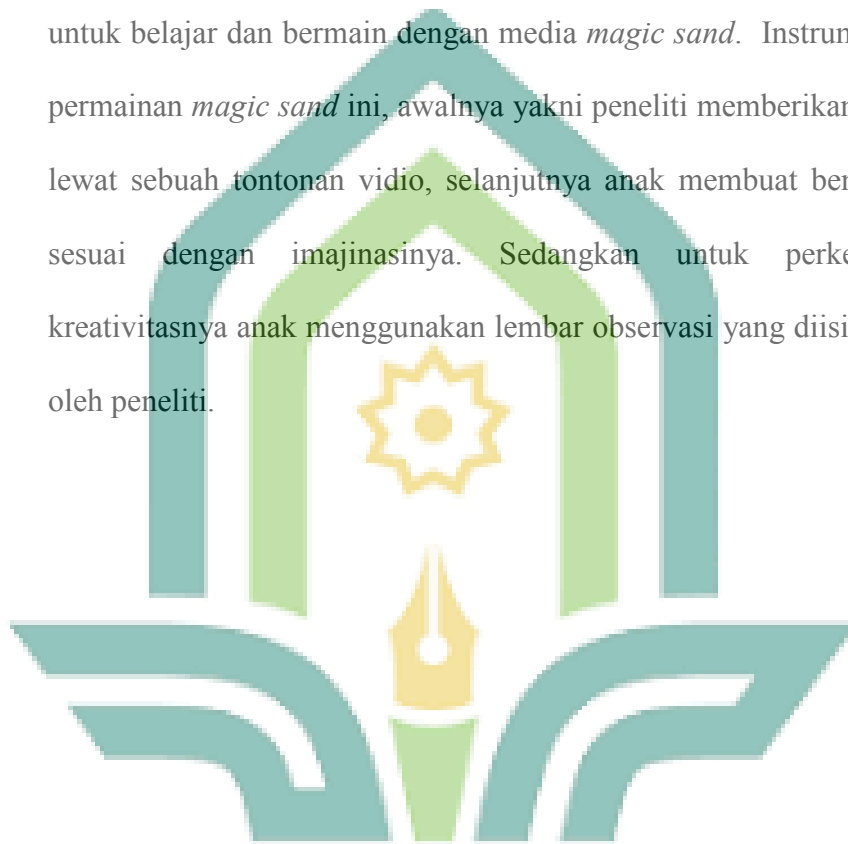 untuk belajar dan bermain dengan media magic sand. Instrun
permainan magic sand ini, awalnya yakni peneliti memberikan
lewat sebuah tontonan vidio, selanjutnya anak membuat ber
sesuai dengan imajinasinya. Sedangkan untuk perke
kreativitasnya anak menggunakan lembar observasi yang diisi
oleh peneliti.